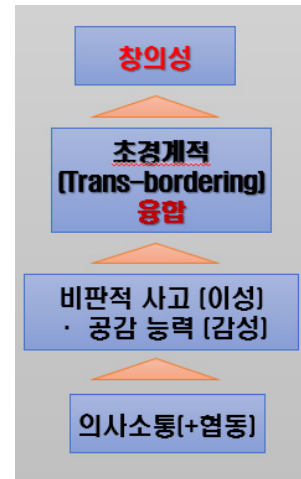 창의성
초경계적
(Trans-bordering)
융합
비판적 사고 (이성)
· 공감 능력 (감성)
의사소통(+협동)